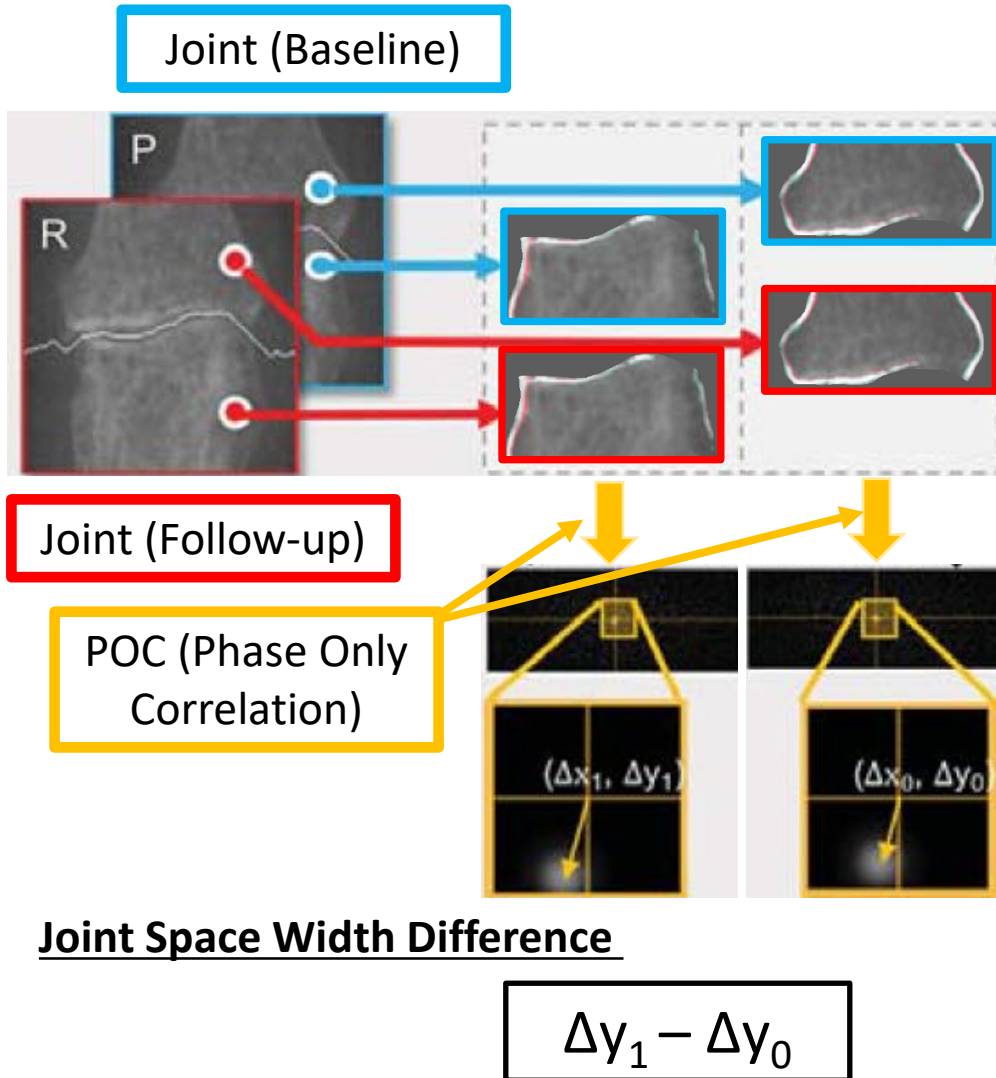 Joint (Baseline)
P
R
Joint (Follow-up)
POC (Phase Only
Correlation)
(Δx₁, Δy₁)
(Δx₀, Δy₀)
Joint Space Width Difference
Δy₁ – Δy₀